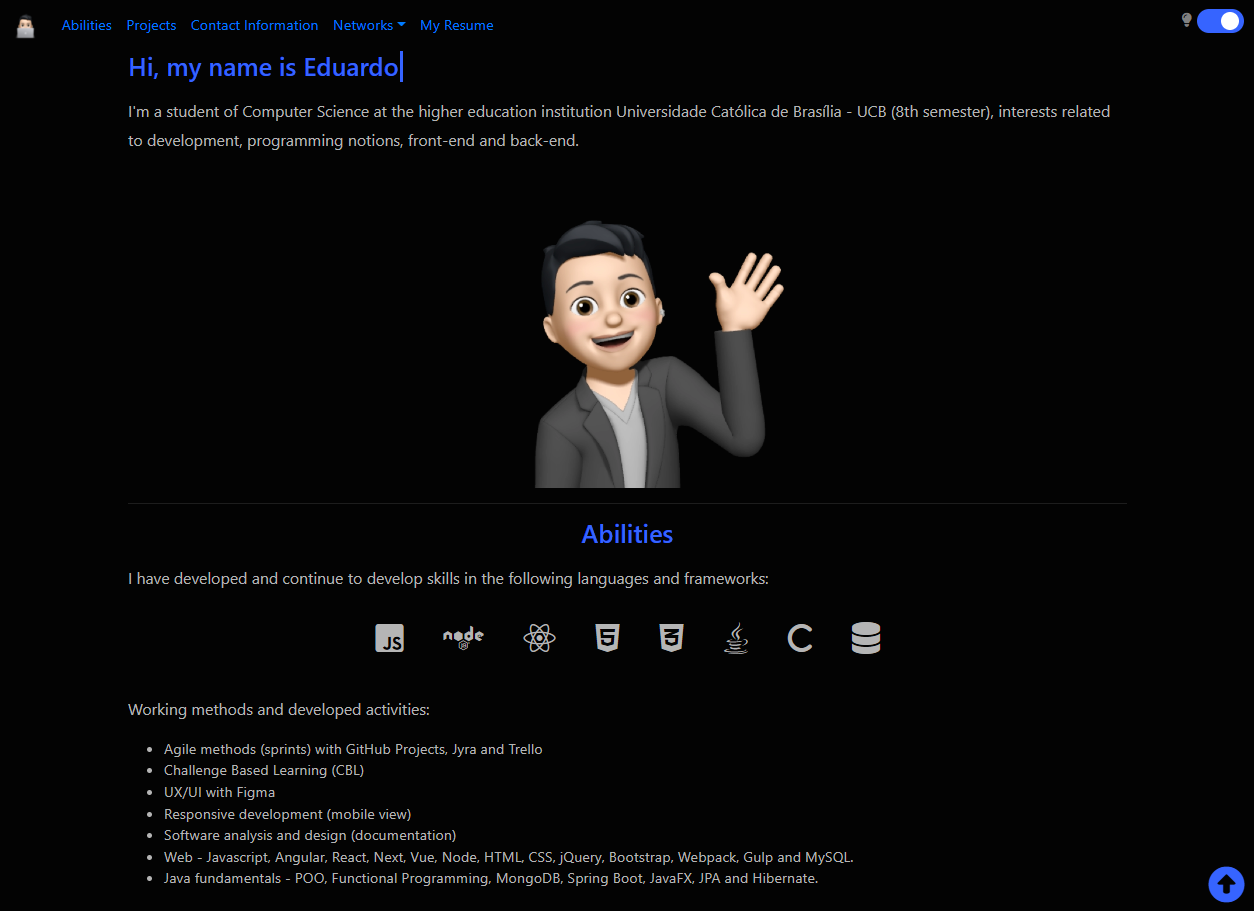 Abilities Projects Contact Information Networks My Resume
Hi, my name is Eduardo
I'm a student of Computer Science at the higher education institution Universidade Católica de Brasília - UCB (8th semester), interests related
to development, programming notions, front-end and back-end.
Abilities
I have developed and continue to develop skills in the following languages and frameworks:
JS node 5 3 C
Working methods and developed activities:
Agile methods (sprints) with GitHub Projects, Jyra and Trello
Challenge Based Learning (CBL)
UX/UI with Figma
Responsive development (mobile view)
Software analysis and design (documentation)
Web - Javascript, Angular, React, Next, Vue, Node, HTML, CSS, jQuery, Bootstrap, Webpack, Gulp and MySQL.
Java fundamentals - POO, Functional Programming, MongoDB, Spring Boot, JavaFX, JPA and Hibernate.